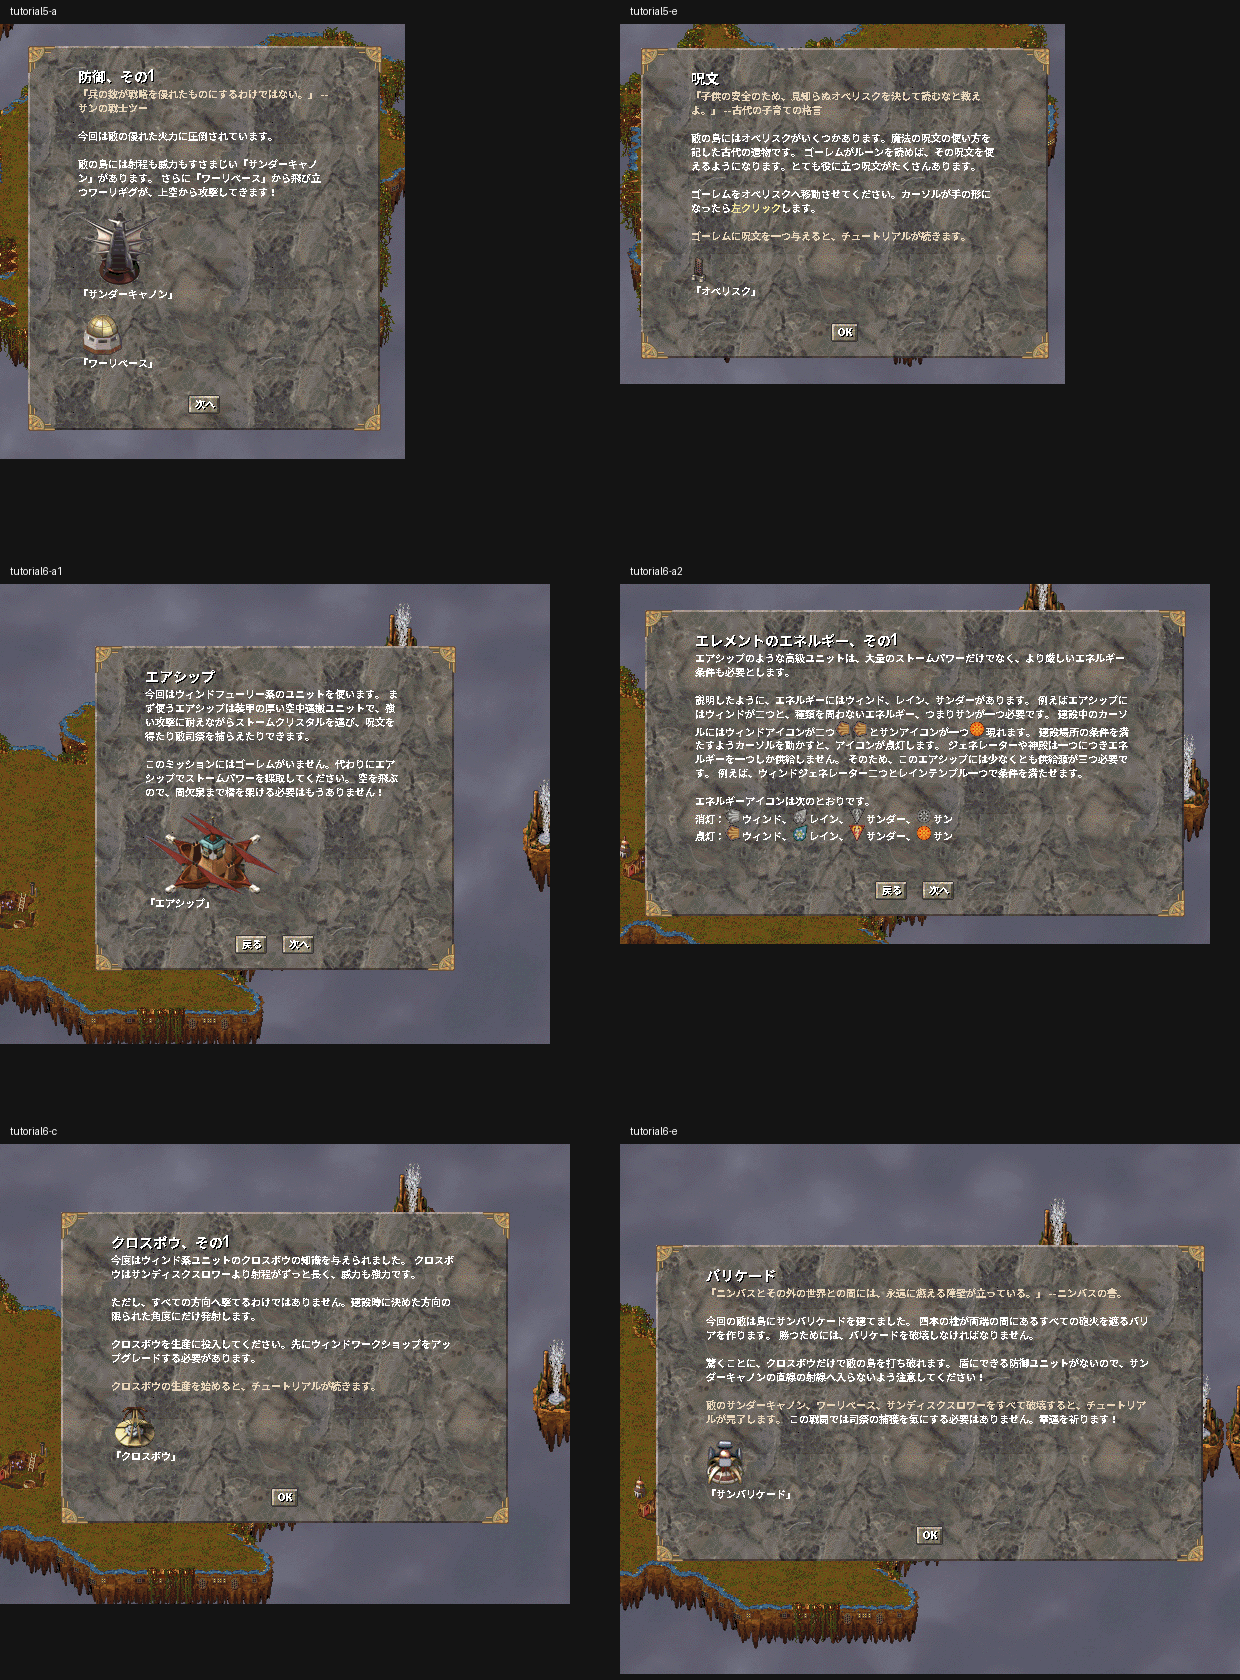 tutorial5-a
防御、その1
『兵の数が戦略を優れたものにするわけではない。』 --
サンの戦士ツー
今回は敵の優れた火力に圧倒されています。
敵の島には射程も威力もすさまじい『サンダーキャノ
ン』があります。 さらに『ワーリベース』から飛び立
つワーリギグが、上空から攻撃してきます！
『サンダーキャノン』
『ワーリベース』
次へ
tutorial5-e
呪文
『子供の安全のため、見知らぬオベリスクを決して読むなと教え
よ。』 --古代の子育ての格言
敵の島にはオベリスクがいくつかあります。魔法の呪文の使い方を
記した古代の遺物です。 ゴーレムがルーンを読めば、その呪文を使
えるようになります。とても役に立つ呪文がたくさんあります。
ゴーレムをオベリスクへ移動させてください。カーソルが手の形に
なったら左クリックします。
ゴーレムに呪文を一つ与えると、チュートリアルが続きます。
『オベリスク』
OK
tutorial6-a1
エアシップ
今回はウィンドフューリー系のユニットを使います。 ま
ず使うエアシップは装甲の厚い空中運搬ユニットで、強
い攻撃に耐えながらストームクリスタルを運び、呪文を
得たり敵司祭を捕らえたりできます。
このミッションにはゴーレムがいません。代わりにエア
シップでストームパワーを採取してください。 空を飛ぶ
ので、間欠泉まで橋を架ける必要はもうありません！
『エアシップ』
戻る 次へ
tutorial6-a2
エレメントのエネルギー、その1
エアシップのような高級ユニットは、大量のストームパワーだけでなく、より厳しいエネルギー
条件も必要とします。
説明したように、エネルギーにはウィンド、レイン、サンダーがあります。 例えばエアシップに
はウィンドが二つと、種類を問わないエネルギー、つまりサンが一つ必要です。 建設中のカーソ
ルにはウィンドアイコンが二つ とサンアイコンが一つ 現れます。 建設場所の条件を満
たすようカーソルを動かすと、アイコンが点灯します。 ジェネレーターや神殿は一つにつきエネ
ルギーを一つしか供給しません。 そのため、このエアシップには少なくとも供給源が三つ必要で
す。 例えば、ウィンドジェネレーター二つとレインテンプル一つで条件を満たせます。
エネルギーアイコンは次のとおりです。
消灯： ウィンド、 レイン、 サンダー、 サン
点灯： ウィンド、 レイン、 サンダー、 サン
戻る 次へ
tutorial6-c
クロスボウ、その1
今度はウィンド系ユニットのクロスボウの知識を与えられました。 クロスボ
ウはサンディスクスロワーより射程がずっと長く、威力も強力です。
ただし、すべての方向へ撃てるわけではありません。建設時に決めた方向の
限られた角度にだけ発射します。
クロスボウを生産に投入してください。先にウィンドワークショップをアッ
プグレードする必要があります。
クロスボウの生産を始めると、チュートリアルが続きます。
『クロスボウ』
OK
tutorial6-e
バリケード
『ニンバスとその外の世界との間には、永遠に燃える障壁が立っている。』 --ニンバスの書。
今回の敵は島にサンバリケードを建てました。 四本の柱が両端の間にあるすべての砲火を遮るバリ
アを作ります。 勝つためには、バリケードを破壊しなければなりません。
驚くことに、クロスボウだけで敵の島を打ち破れます。 盾にできる防御ユニットがないので、サン
ダーキャノンの直線の射線へ入らないよう注意してください！
敵のサンダーキャノン、ワーリベース、サンディスクスロワーをすべて破壊すると、チュートリア
ルが完了します。 この戦闘では司祭の捕獲を気にする必要はありません。幸運を祈ります！
『サンバリケード』
OK